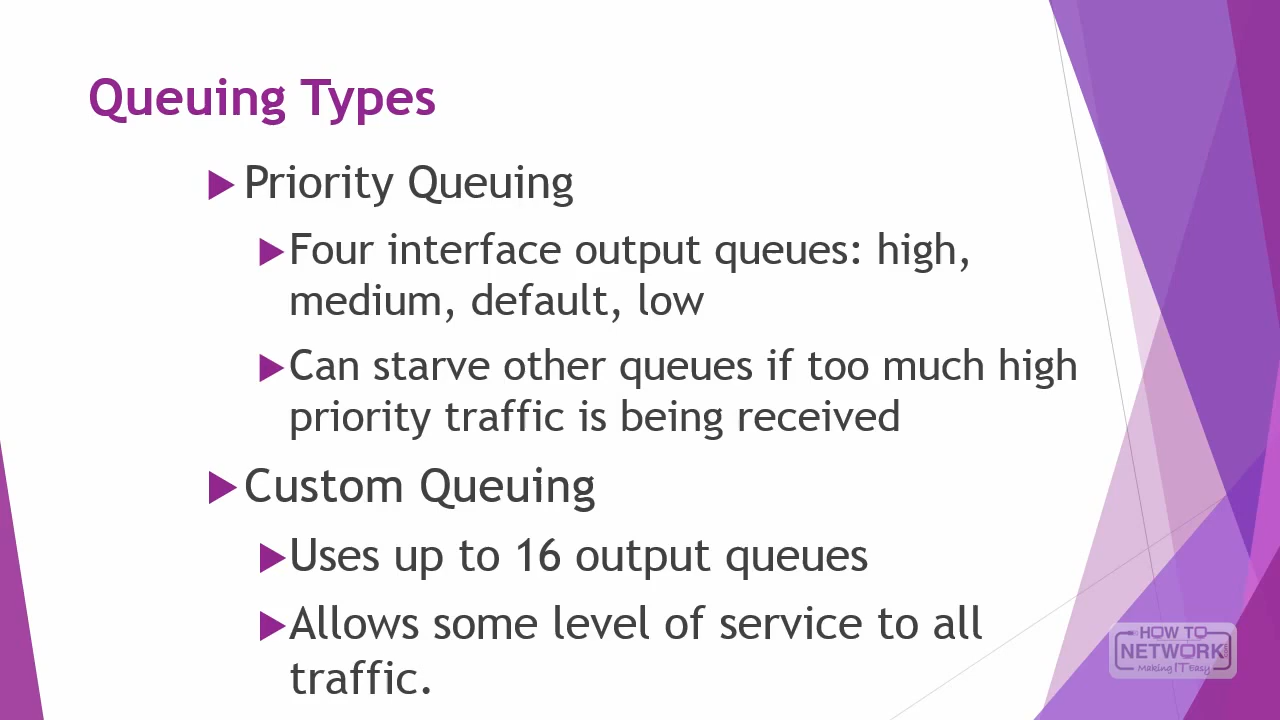 Queuing Types
Priority Queuing
Four interface output queues: high,
medium, default, low
Can starve other queues if too much high
priority traffic is being received
Custom Queuing
Uses up to 16 output queues
Allows some level of service to all
traffic.
HOW TO
NETWORK
.com
Making IT Easy